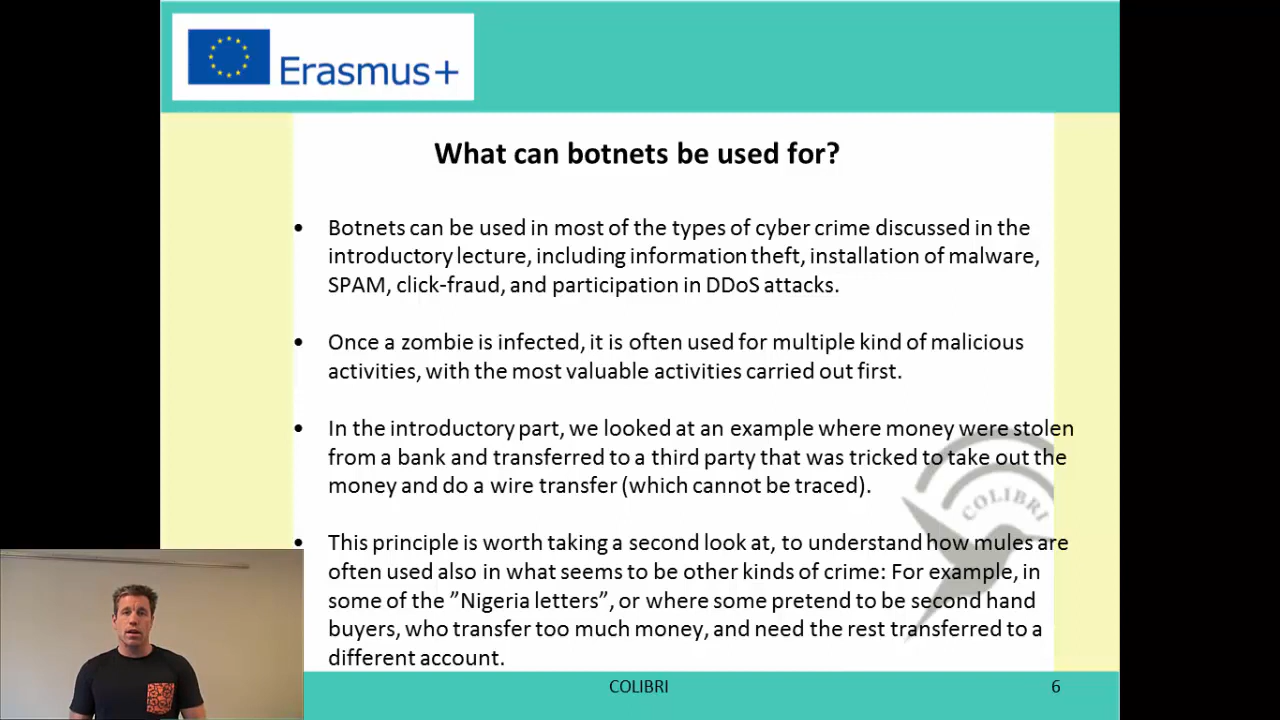 Erasmus+
What can botnets be used for?
• Botnets can be used in most of the types of cyber crime discussed in the
introductory lecture, including information theft, installation of malware,
SPAM, click-fraud, and participation in DDoS attacks.
• Once a zombie is infected, it is often used for multiple kind of malicious
activities, with the most valuable activities carried out first.
• In the introductory part, we looked at an example where money were stolen
from a bank and transferred to a third party that was tricked to take out the
money and do a wire transfer (which cannot be traced).
COLIBRI
• This principle is worth taking a second look at, to understand how mules are
often used also in what seems to be other kinds of crime: For example, in
some of the ”Nigeria letters”, or where some pretend to be second hand
buyers, who transfer too much money, and need the rest transferred to a
different account.
COLIBRI 6